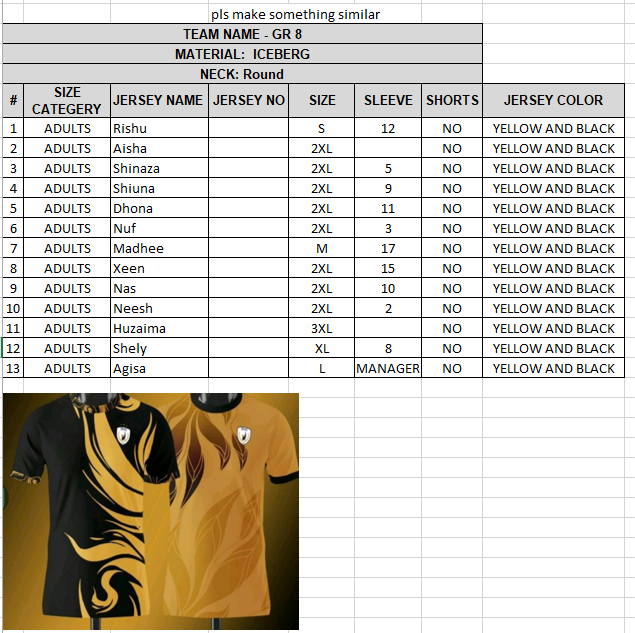 pls make something similar
TEAM NAME - GR 8
MATERIAL: ICEBERG
NECK: Round
# SIZE CATEGERY JERSEY NAME JERSEY NO SIZE SLEEVE SHORTS JERSEY COLOR
1 ADULTS Rishu S 12 NO YELLOW AND BLACK
2 ADULTS Aisha 2XL NO YELLOW AND BLACK
3 ADULTS Shinaza 2XL 5 NO YELLOW AND BLACK
4 ADULTS Shiuna 2XL 9 NO YELLOW AND BLACK
5 ADULTS Dhona 2XL 11 NO YELLOW AND BLACK
6 ADULTS Nuf 2XL 3 NO YELLOW AND BLACK
7 ADULTS Madhee M 17 NO YELLOW AND BLACK
8 ADULTS Xeen 2XL 15 NO YELLOW AND BLACK
9 ADULTS Nas 2XL 10 NO YELLOW AND BLACK
10 ADULTS Neesh 2XL 2 NO YELLOW AND BLACK
11 ADULTS Huzaima 3XL NO YELLOW AND BLACK
12 ADULTS Shely XL 8 NO YELLOW AND BLACK
13 ADULTS Agisa L MANAGER NO YELLOW AND BLACK